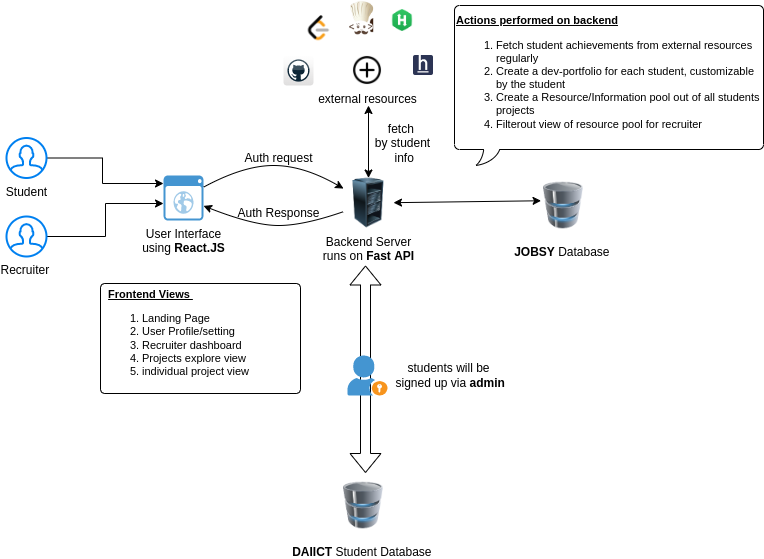 Actions performed on backend
1. Fetch student achievements from external resources
regularly
2. Create a dev-portfolio for each student, customizable
by the student
3. Create a Resource/Information pool out of all students
projects
4. Filterout view of resource pool for recruiter
h
external resources
fetch
by student
info
Student
Auth request
Auth Response
User Interface
using React.JS
Recruiter
Backend Server
runs on Fast API
JOBSY Database
Frontend Views
1. Landing Page
2. User Profile/setting
3. Recruiter dashboard
4. Projects explore view
5. individual project view
students will be
signed up via admin
DAIICT Student Database